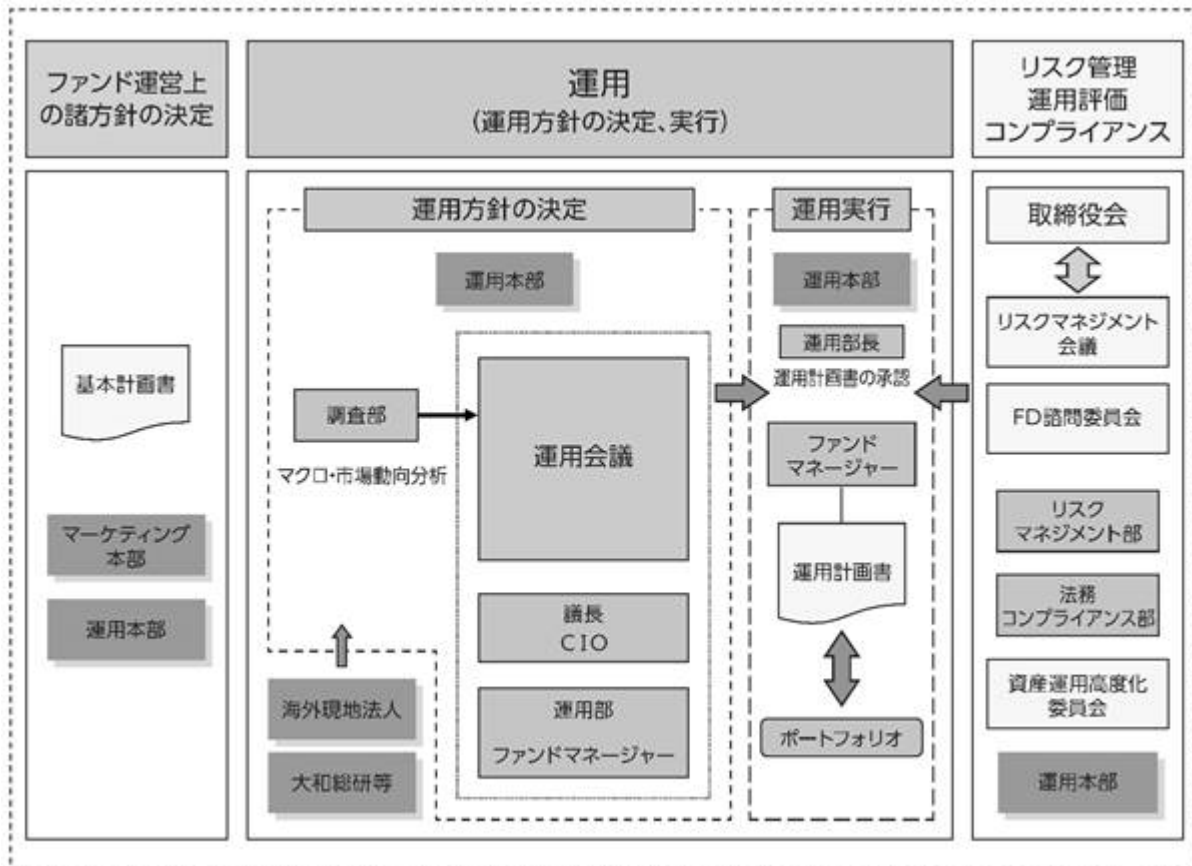 ファンド運営上
の諸方針の決定
運用
(運用方針の決定、実行)
リスク管理
運用評価
コンプライアンス
基本計画書
マーケティング
本部
運用本部
運用方針の決定
運用本部
調査部
マクロ・市場動向分析
運用会議
議長
CIO
運用部
ファンドマネージャー
海外現地法人
大和総研等
運用実行
運用本部
運用部長
運用計画書の承認
ファンド
マネージャー
運用計画書
ポートフォリオ
取締役会
リスクマネジメント
会議
FD諮問委員会
リスク
マネジメント部
法務
コンプライアンス部
資産運用高度化
委員会
運用本部